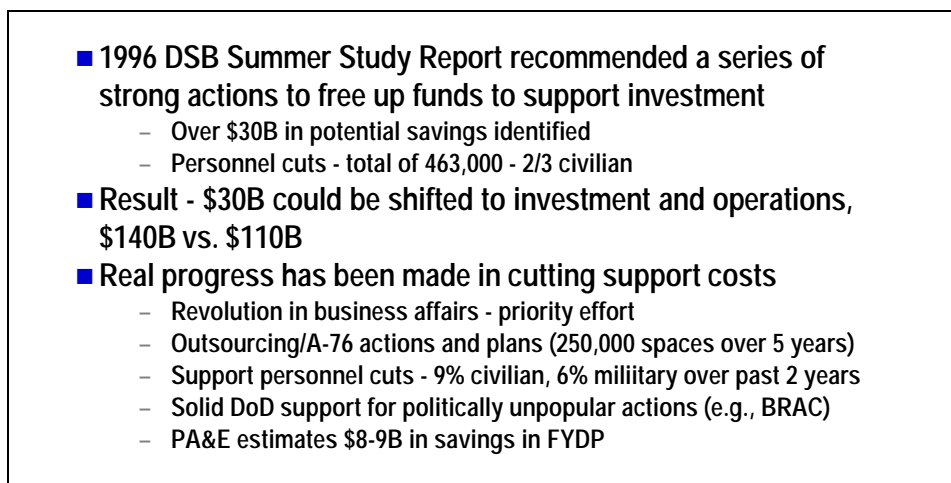 ■ 1996 DSB Summer Study Report recommended a series of
strong actions to free up funds to support investment
– Over $30B in potential savings identified
– Personnel cuts - total of 463,000 - 2/3 civilian
■ Result - $30B could be shifted to investment and operations,
$140B vs. $110B
■ Real progress has been made in cutting support costs
– Revolution in business affairs - priority effort
– Outsourcing/A-76 actions and plans (250,000 spaces over 5 years)
– Support personnel cuts - 9% civilian, 6% miliitary over past 2 years
– Solid DoD support for politically unpopular actions (e.g., BRAC)
– PA&E estimates $8-9B in savings in FYDP